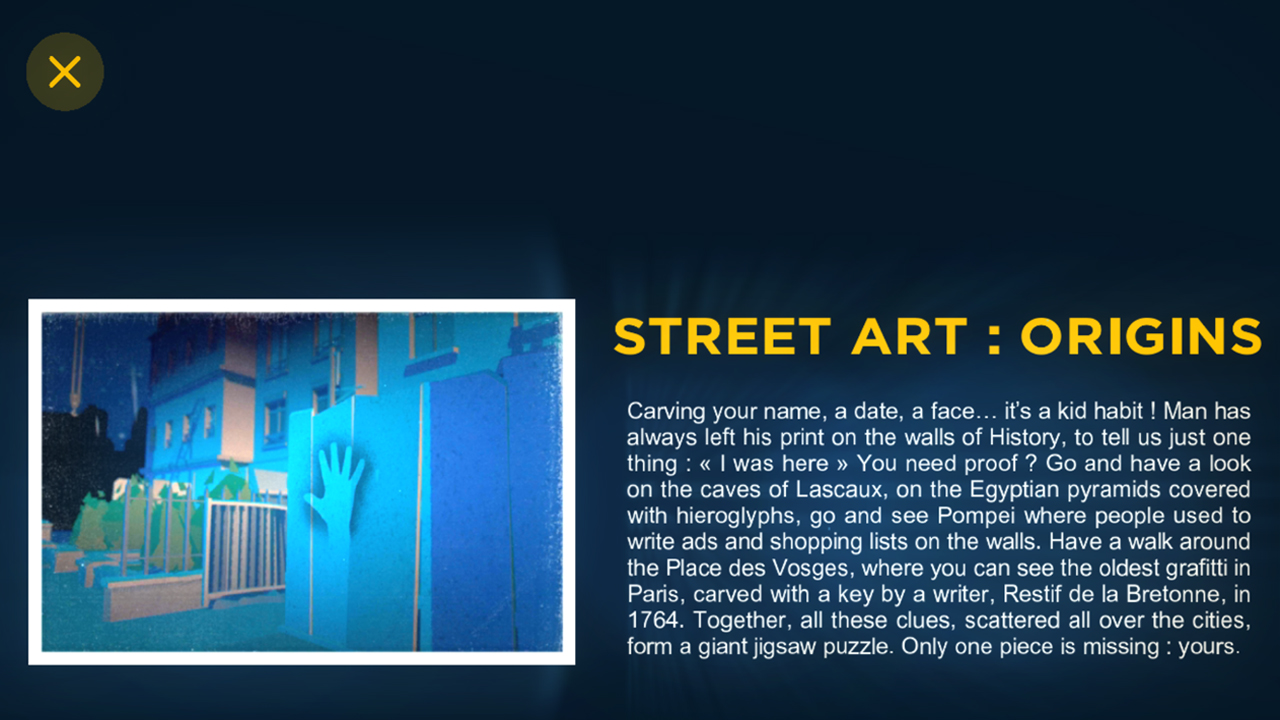 STREET ART : ORIGINS
Carving your name, a date, a face… it’s a kid habit ! Man has
always left his print on the walls of History, to tell us just one
thing : « I was here » You need proof ? Go and have a look
on the caves of Lascaux, on the Egyptian pyramids covered
with hieroglyphs, go and see Pompei where people used to
write ads and shopping lists on the walls. Have a walk around
the Place des Vosges, where you can see the oldest grafitti in
Paris, carved with a key by a writer, Restif de la Bretonne, in
1764. Together, all these clues, scattered all over the cities,
form a giant jigsaw puzzle. Only one piece is missing : yours.